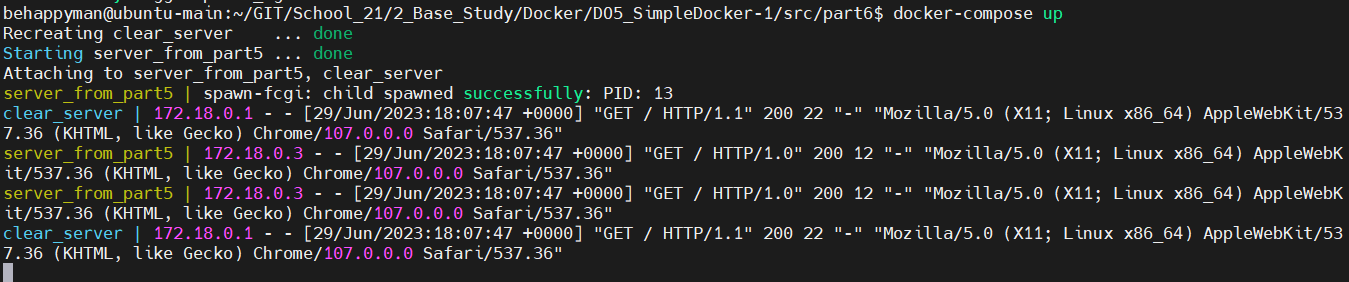 behappyman@ubuntu-main:~/GIT/School_21/2_Base_Study/Docker/DO5_SimpleDocker-1/src/part6$ docker-compose up
Recreating clear_server    ... done
Starting server_from_part5 ... done
Attaching to server_from_part5, clear_server
server_from_part5 | spawn-fcgi: child spawned successfully: PID: 13
clear_server | 172.18.0.1 - - [29/Jun/2023:18:07:47 +0000] "GET / HTTP/1.1" 200 22 "-" "Mozilla/5.0 (X11; Linux x86_64) AppleWebKit/53
7.36 (KHTML, like Gecko) Chrome/107.0.0.0 Safari/537.36"
server_from_part5 | 172.18.0.3 - - [29/Jun/2023:18:07:47 +0000] "GET / HTTP/1.0" 200 12 "-" "Mozilla/5.0 (X11; Linux x86_64) AppleWebK
it/537.36 (KHTML, like Gecko) Chrome/107.0.0.0 Safari/537.36"
server_from_part5 | 172.18.0.3 - - [29/Jun/2023:18:07:47 +0000] "GET / HTTP/1.0" 200 12 "-" "Mozilla/5.0 (X11; Linux x86_64) AppleWebK
it/537.36 (KHTML, like Gecko) Chrome/107.0.0.0 Safari/537.36"
clear_server | 172.18.0.1 - - [29/Jun/2023:18:07:47 +0000] "GET / HTTP/1.1" 200 22 "-" "Mozilla/5.0 (X11; Linux x86_64) AppleWebKit/53
7.36 (KHTML, like Gecko) Chrome/107.0.0.0 Safari/537.36"